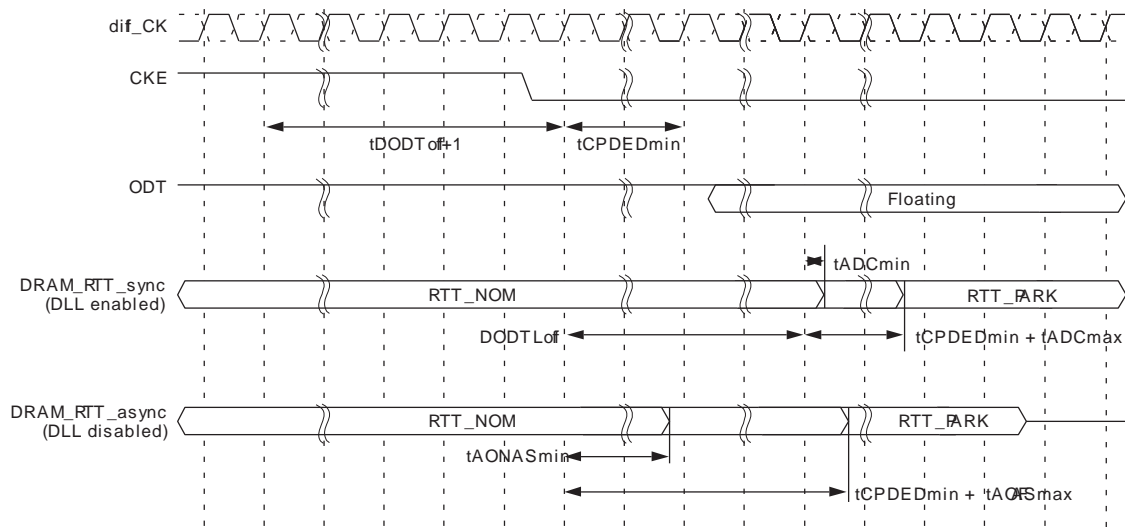 dif_CK
CKE
tDODTof+1
tCPDEDmin
ODT
Floating
tADCmin
DRAM_RTT_sync
(DLL enabled)
RTT_NOM
RTT_PARK
DODTLof
tCPDEDmin + tADCmax
DRAM_RTT_async
(DLL disabled)
RTT_NOM
RTT_PARK
tAONASmin
tCPDEDmin + tAOFASmax